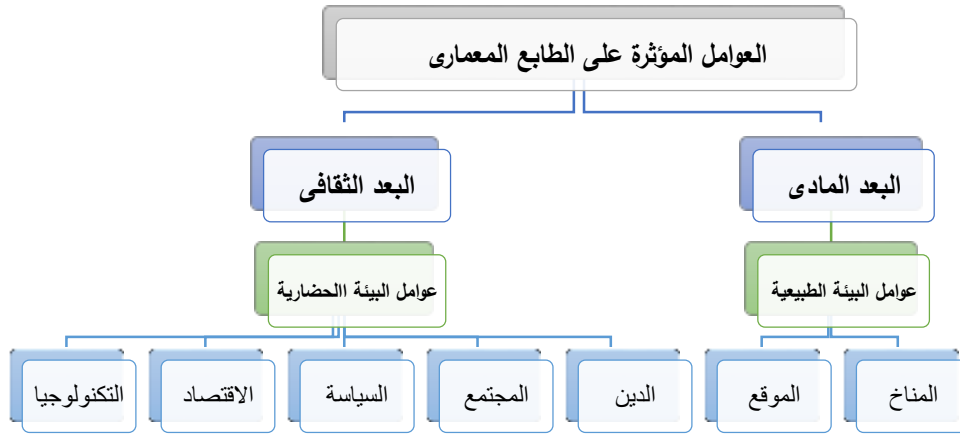 العوامل المؤثرة على الطابع المعمارى
البعد المادى
البعد الثقافى
عوامل البيئة الطبيعية
عوامل البيئة االحضارية
المناخ
الموقع
الدين
المجتمع
السياسة
الاقتصاد
التكنولوجيا